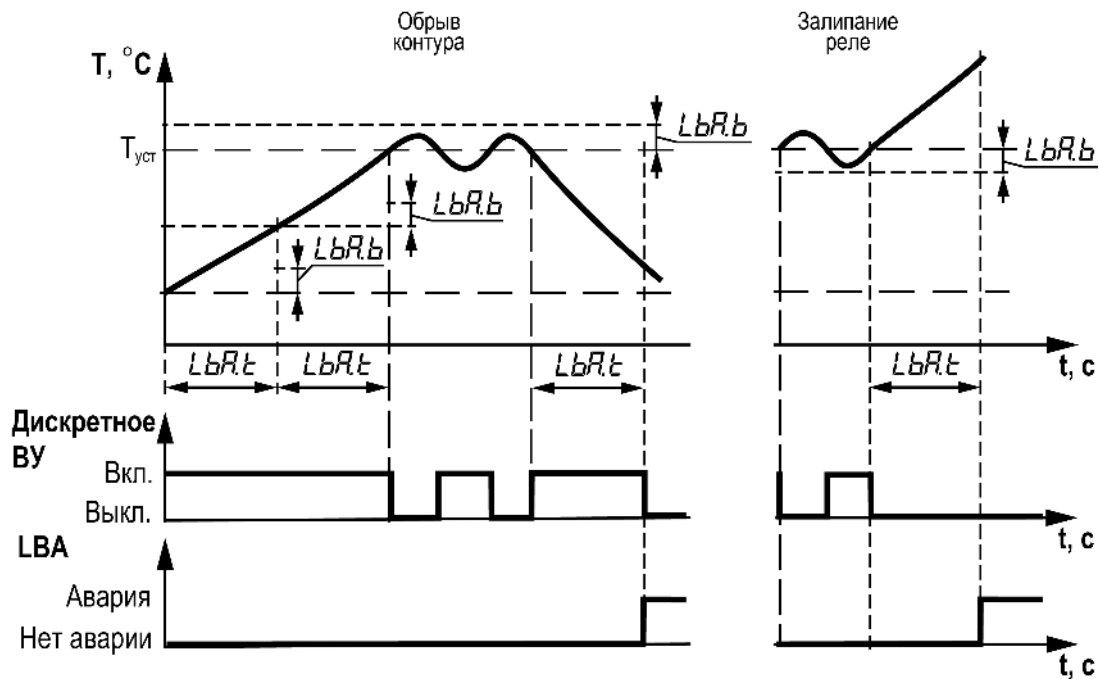 Обрыв
контура
Залипание
реле
T, °C
LbA.b
Tуст
LbA.b
LbA.b
LbA.b
LbA.t
LbA.t
LbA.t
LbA.t
t, c
Дискретное
ВУ
Вкл.
Выкл.
t, c
LBA
Авария
Нет аварии
t, c